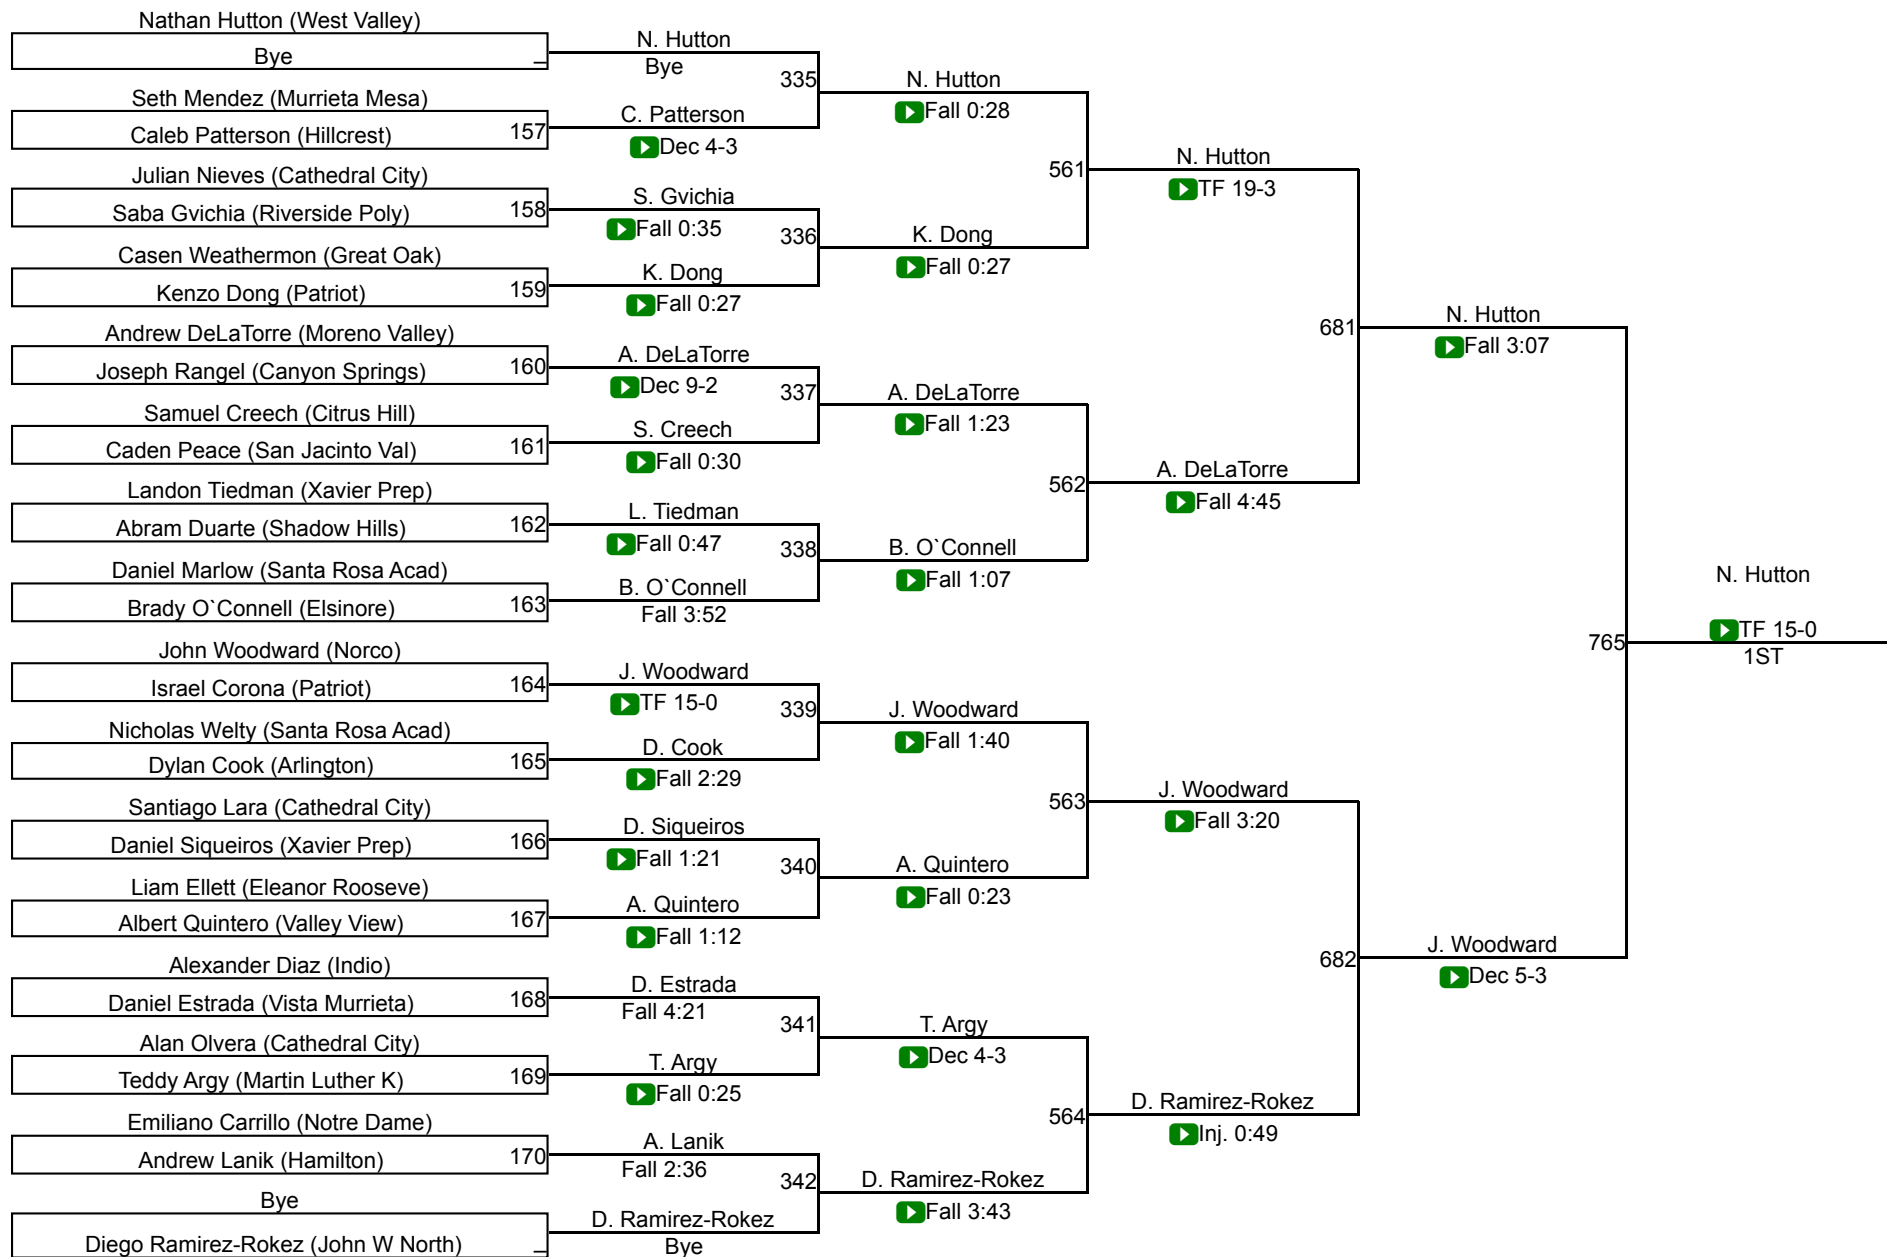 Nathan Hutton (West Valley)
Bye
Seth Mendez (Murrieta Mesa)
Caleb Patterson (Hillcrest)
157
Julian Nieves (Cathedral City)
Saba Gvichia (Riverside Poly)
158
Casen Weathermon (Great Oak)
Kenzo Dong (Patriot)
159
Andrew DeLaTorre (Moreno Valley)
Joseph Rangel (Canyon Springs)
160
Samuel Creech (Citrus Hill)
Caden Peace (San Jacinto Val)
161
Landon Tiedman (Xavier Prep)
Abram Duarte (Shadow Hills)
162
Daniel Marlow (Santa Rosa Acad)
Brady O`Connell (Elsinore)
163
John Woodward (Norco)
Israel Corona (Patriot)
164
Nicholas Welty (Santa Rosa Acad)
Dylan Cook (Arlington)
165
Santiago Lara (Cathedral City)
Daniel Siqueiros (Xavier Prep)
166
Liam Ellett (Eleanor Rooseve)
Albert Quintero (Valley View)
167
Alexander Diaz (Indio)
Daniel Estrada (Vista Murrieta)
168
Alan Olvera (Cathedral City)
Teddy Argy (Martin Luther K)
169
Emiliano Carrillo (Notre Dame)
Andrew Lanik (Hamilton)
170
Bye
Diego Ramirez-Rokez (John W North)
N. Hutton
Bye
335
C. Patterson
Dec 4-3
S. Gvichia
Fall 0:35
336
K. Dong
Fall 0:27
A. DeLaTorre
Dec 9-2
337
S. Creech
Fall 0:30
L. Tiedman
Fall 0:47
338
B. O`Connell
Fall 3:52
J. Woodward
TF 15-0
339
D. Cook
Fall 2:29
D. Siqueiros
Fall 1:21
340
A. Quintero
Fall 1:12
D. Estrada
Fall 4:21
341
T. Argy
Fall 0:25
A. Lanik
Fall 2:36
342
D. Ramirez-Rokez
Bye
N. Hutton
Fall 0:28
561
K. Dong
Fall 0:27
A. DeLaTorre
Fall 1:23
562
B. O`Connell
Fall 1:07
J. Woodward
Fall 1:40
563
A. Quintero
Fall 0:23
T. Argy
Dec 4-3
564
D. Ramirez-Rokez
Fall 3:43
N. Hutton
TF 19-3
681
A. DeLaTorre
Fall 4:45
J. Woodward
Fall 3:20
682
D. Ramirez-Rokez
Inj. 0:49
N. Hutton
Fall 3:07
765
J. Woodward
Dec 5-3
N. Hutton
TF 15-0
1ST